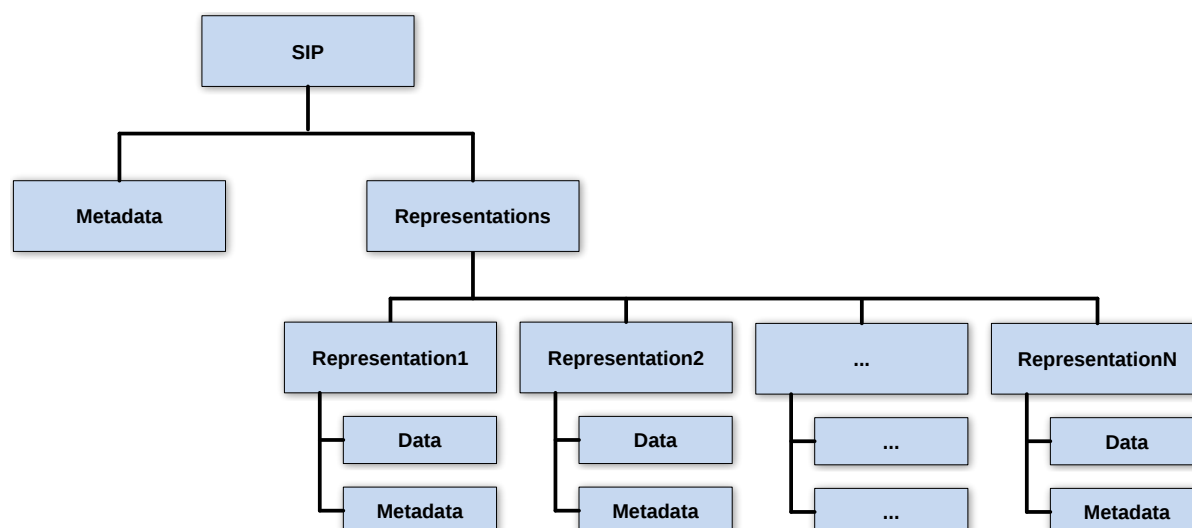 SIP
Metadata
Representations
Representation1
Representation2
...
RepresentationN
Data
Data
...
Data
Metadata
Metadata
...
Metadata